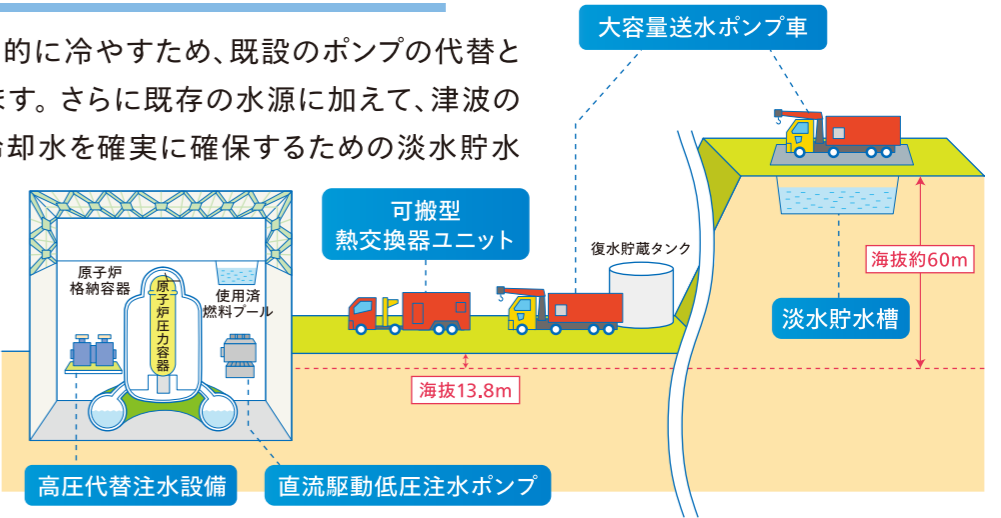 的に冷やすため、既設のポンプの代替と
ます。さらに既存の水源に加えて、津波の
冷却水を確実に確保するための淡水貯水
大容量送水ポンプ車
可搬型
熱交換器ユニット
復水貯蔵タンク
海抜約60m
淡水貯水槽
原子炉
格納容器
原子炉圧力容器
使用済
燃料プール
海抜13.8m
高圧代替注水設備
直流駆動低圧注水ポンプ